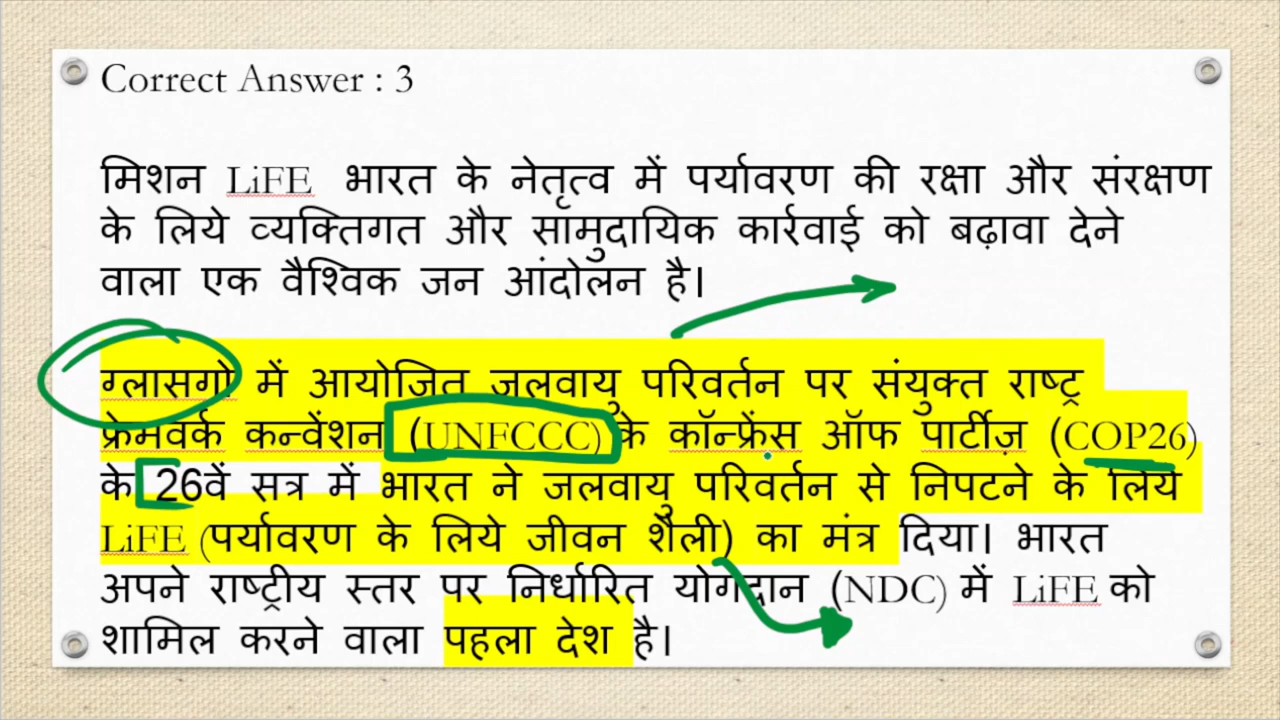 Correct Answer : 3
मिशन LiFE भारत के नेतृत्व में पर्यावरण की रक्षा और संरक्षण
के लिये व्यक्तिगत और सामुदायिक कार्रवाई को बढ़ावा देने
वाला एक वैश्विक जन आंदोलन है।
ग्लासगो में आयोजित जलवायु परिवर्तन पर संयुक्त राष्ट्र
फ्रेमवर्क कन्वेंशन (UNFCCC) के कॉन्फ्रेंस ऑफ पार्टीज़ (COP26)
के 26वें सत्र में भारत ने जलवायु परिवर्तन से निपटने के लिये
LiFE (पर्यावरण के लिये जीवन शैली) का मंत्र दिया। भारत
अपने राष्ट्रीय स्तर पर निर्धारित योगदान (NDC) में LiFE को
शामिल करने वाला पहला देश है।